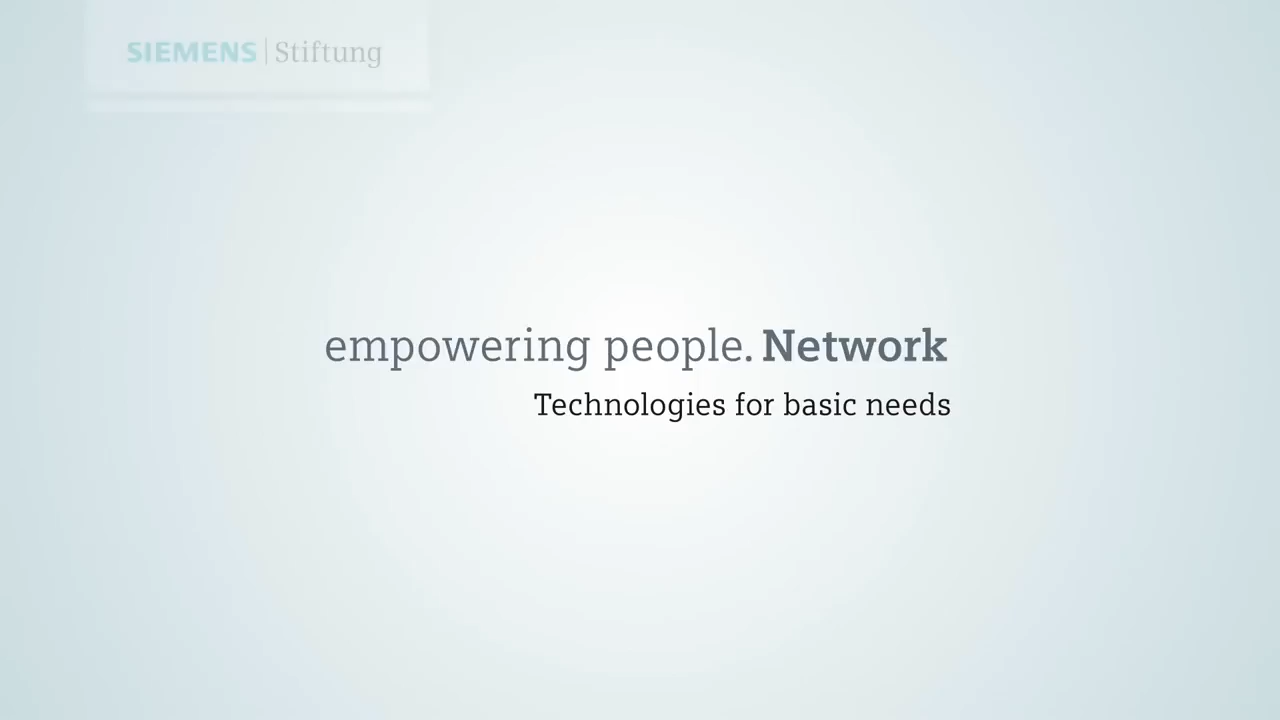 SIEMENS | Stiftung
empowering people. Network
Technologies for basic needs